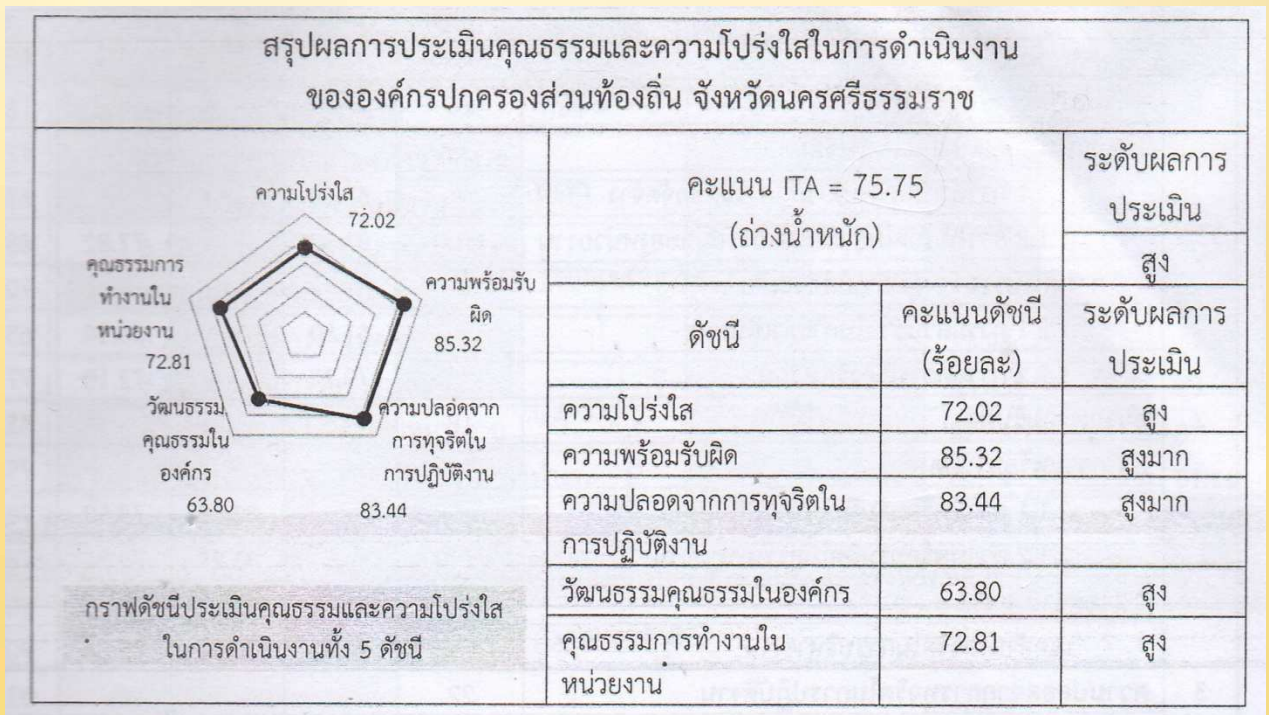 สรุปผลการประเมินคุณธรรมและความโปร่งใสในการดำเนินงาน
ขององค์กรปกครองส่วนท้องถิ่น จังหวัดนครศรีธรรมราช
ความโปร่งใส
72.02
ความพร้อมรับ
ผิด
85.32
ความปลอดจาก
การทุจริตใน
การปฏิบัติงาน
83.44
วัฒนธรรม
คุณธรรมใน
องค์กร
63.80
คุณธรรมการ
ทำงานใน
หน่วยงาน
72.81
กราฟดัชนีประเมินคุณธรรมและความโปร่งใส
ในการดำเนินงานทั้ง 5 ดัชนี
คะแนน ITA = 75.75
(ถ่วงน้ำหนัก)
ระดับผลการ
ประเมิน
สูง
ดัชนี
คะแนนดัชนี
(ร้อยละ)
ระดับผลการ
ประเมิน
ความโปร่งใส 72.02 สูง
ความพร้อมรับผิด 85.32 สูงมาก
ความปลอดจากการทุจริตใน 83.44 สูงมาก
การปฏิบัติงาน
วัฒนธรรมคุณธรรมในองค์กร 63.80 สูง
คุณธรรมการทำงานใน 72.81 สูง
หน่วยงาน